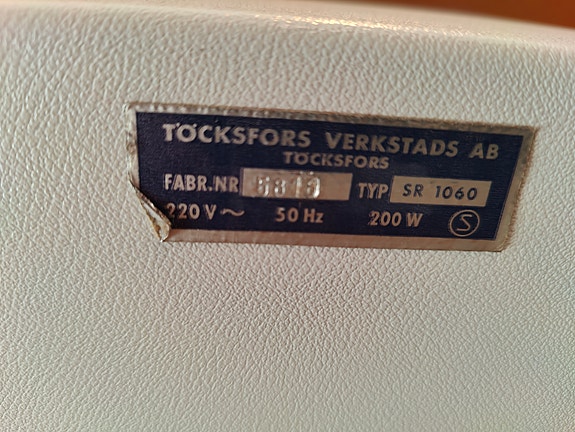 TÖCKSFORS VERKSTADS AB
TÖCKSFORS
FABR.NR TYP SR 1060
220 V ~ 50 Hz 200 W S